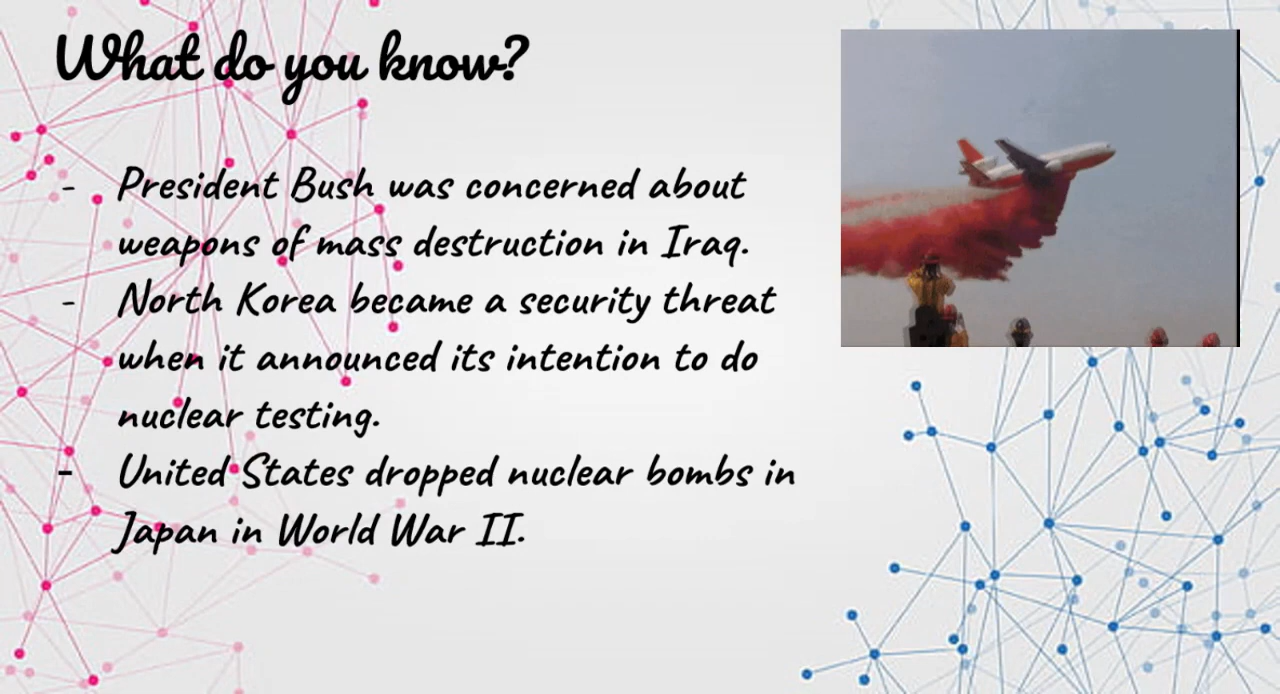 What do you know?
- President Bush was concerned about
weapons of mass destruction in Iraq.
- North Korea became a security threat
when it announced its intention to do
nuclear testing.
- United States dropped nuclear bombs in
Japan in World War II.